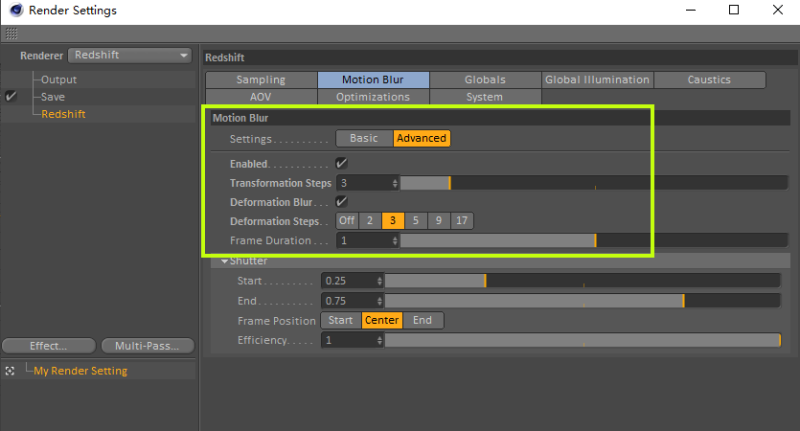 Render Settings
Renderer Redshift
Output
Save
Redshift
Effect... Multi-Pass...
My Render Setting
Redshift
Sampling Motion Blur Globals Global Illumination Caustics
AOV Optimizations System
Motion Blur
Settings . . . . . . . . . . Basic Advanced
Enabled . . . . . . . . . . .
Transformation Steps 3
Deformation Blur . . .
Deformation Steps . . Off 2 3 5 9 17
Frame Duration . . . 1
Shutter
Start . . . . . . . . . 0.25
End . . . . . . . . . . 0.75
Frame Position Start Center End
Efficiency . . . . . 1